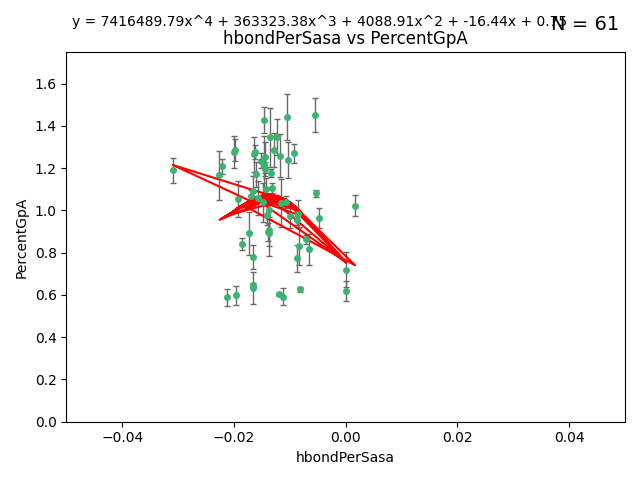 y = 7416489.79x^4 + 363323.38x^3 + 4088.91x^2 + -16.44x + 0.75
N = 61
hbondPerSasa vs PercentGpA
1.6
1.4
1.2
1.0
0.8
0.6
0.4
0.2
0.0
PercentGpA
−0.04 −0.02 0.00 0.02 0.04
hbondPerSasa